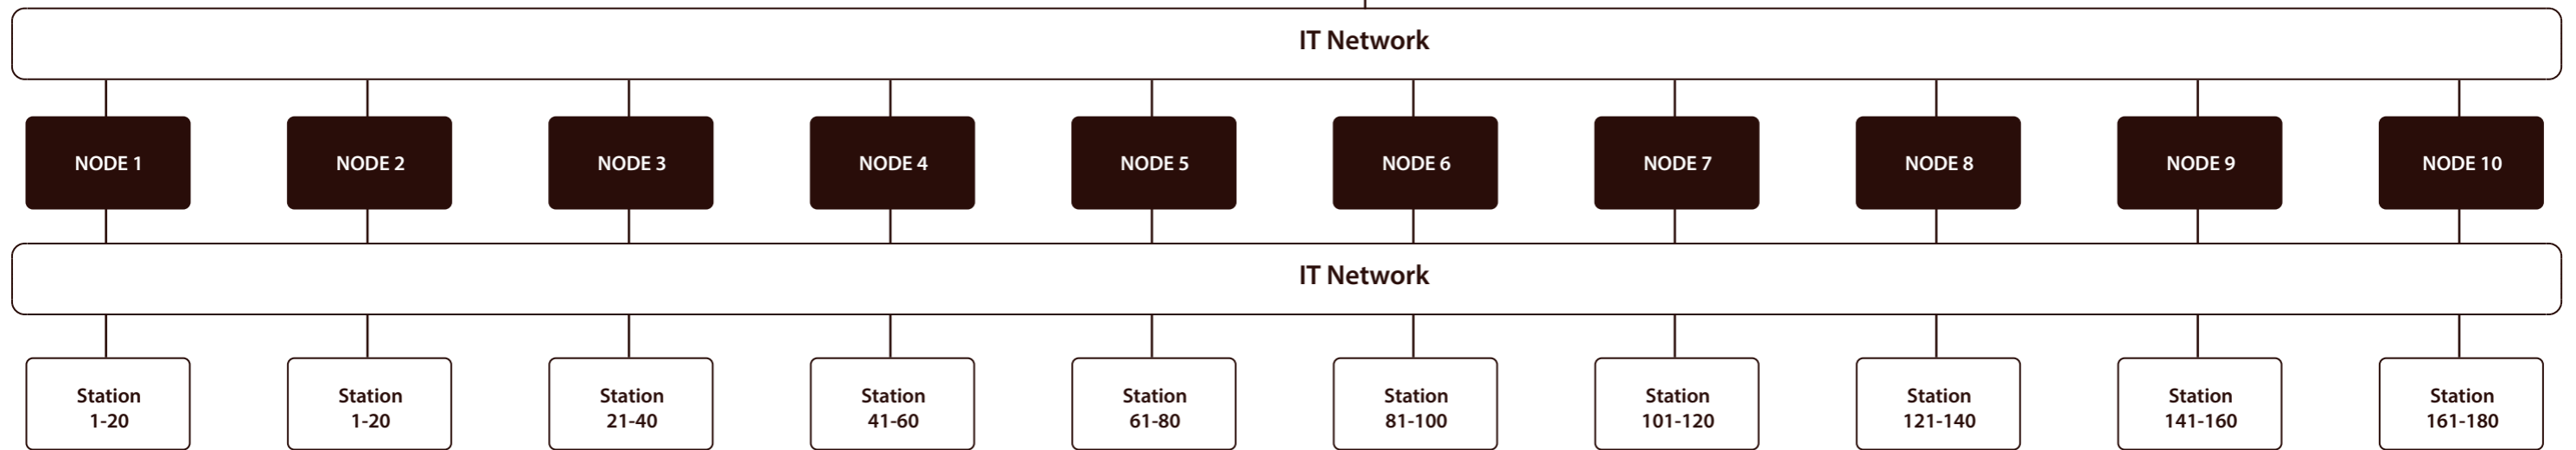 IT Network
NODE 1
NODE 2
NODE 3
NODE 4
NODE 5
NODE 6
NODE 7
NODE 8
NODE 9
NODE 10
IT Network
Station
1-20
Station
1-20
Station
21-40
Station
41-60
Station
61-80
Station
81-100
Station
101-120
Station
121-140
Station
141-160
Station
161-180